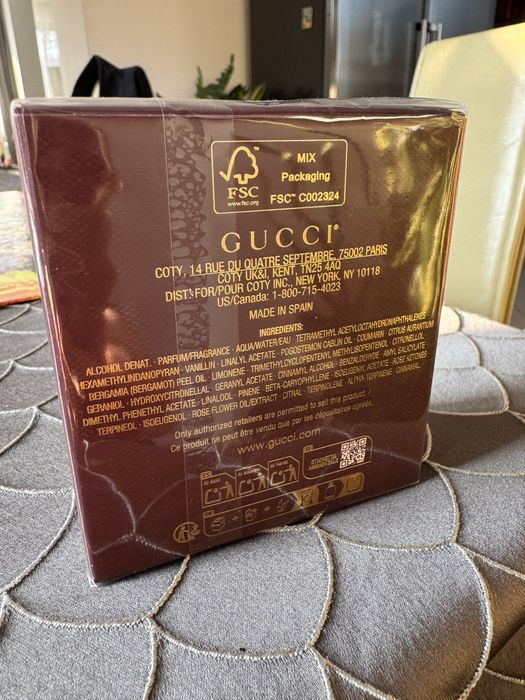 FSC
www.fsc.org
MIX
Packaging
FSC™ C002324
GUCCI®
COTY, 14 RUE DU QUATRE SEPTEMBRE, 75002 PARIS
COTY UK&I, KENT, TN25 4AQ
DIST. FOR/POUR COTY INC., NEW YORK, NY 10118
US/Canada: 1-800-715-4023
MADE IN SPAIN
INGREDIENTS:
ALCOHOL DENAT. • PARFUM/FRAGRANCE • AQUA/WATER/EAU • TETRAMETHYL ACETYLOCTAHYDRONAPHTHALENES
HEXAMETHYLINDANOPYRAN • VANILLIN • LINALYL ACETATE • POGOSTEMON CABLIN OIL • COUMARIN • CITRUS AURANTIUM
BERGAMIA (BERGAMOT) PEEL OIL • LIMONENE • TRIMETHYLCYCLOPENTENYL METHYLISOPENTENOL • CITRONELLOL
GERANIOL • HYDROXYCITRONELLAL • GERANYL ACETATE • CINNAMYL ALCOHOL • BENZALDEHYDE • AMYL SALICYLATE
DIMETHYL PHENETHYL ACETATE • LINALOOL • PINENE • BETA-CARYOPHYLLENE • ISOEUGENYL ACETATE • ROSE KETONES
TERPINEOL • ISOEUGENOL • ROSE FLOWER OIL/EXTRACT • CITRAL • TERPINOLENE • ALPHA-TERPINENE • CINNAMAL
Only authorized retailers are permitted to sell this product.
Ce produit ne peut être vendu que par des dépositaires agréés.
www.gucci.com
ETICHETTA
AMBIENTALE